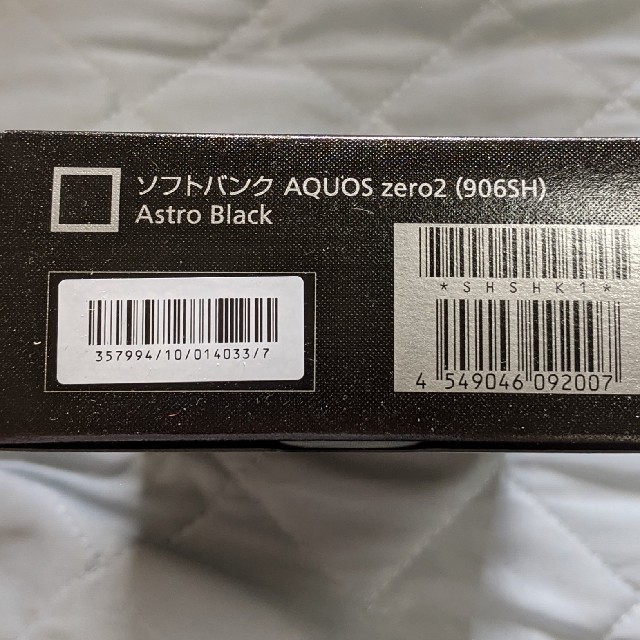 ソフトバンク AQUOS zero2 (906SH)
Astro Black
*SHSHK1*
357994/10/014033/7
4 549046 092007